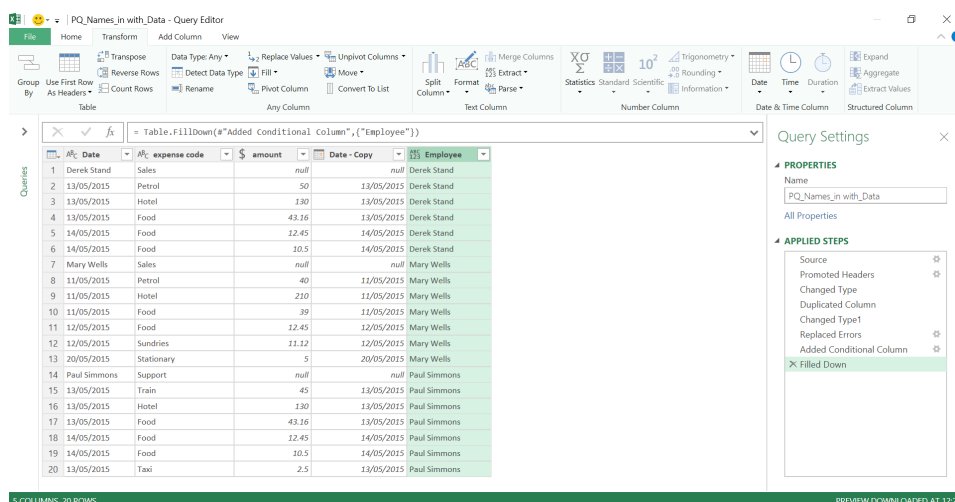 PQ_Names_in with_Data - Query Editor
File Home Transform Add Column View
Group By
Use First Row As Headers
Transpose
Reverse Rows
Count Rows
Table
Data Type: Any
Detect Data Type
Rename
1 2 Replace Values
Fill
Pivot Column
Unpivot Columns
Move
Convert To List
Any Column
Split Column
ABC
Format
Merge Columns
ABC 123 Extract
abc Parse
Text Column
XO Σ
Statistics
Standard
10²
Scientific
Trigonometry
.00 Rounding
Information
Number Column
Date
Time
Duration
Date & Time Column
Expand
Aggregate
Extract Values
Structured Column
fx = Table.FillDown(#"Added Conditional Column",{"Employee"})
Queries
ABC Date ABC expense code $ amount Date - Copy ABC 123 Employee
1 Derek Stand Sales null null Derek Stand
2 13/05/2015 Petrol 50 13/05/2015 Derek Stand
3 13/05/2015 Hotel 130 13/05/2015 Derek Stand
4 13/05/2015 Food 43.16 13/05/2015 Derek Stand
5 14/05/2015 Food 12.45 14/05/2015 Derek Stand
6 14/05/2015 Food 10.5 14/05/2015 Derek Stand
7 Mary Wells Sales null null Mary Wells
8 11/05/2015 Petrol 40 11/05/2015 Mary Wells
9 11/05/2015 Hotel 210 11/05/2015 Mary Wells
10 11/05/2015 Food 39 11/05/2015 Mary Wells
11 12/05/2015 Food 12.45 12/05/2015 Mary Wells
12 12/05/2015 Sundries 11.12 12/05/2015 Mary Wells
13 20/05/2015 Stationary 5 20/05/2015 Mary Wells
14 Paul Simmons Support null null Paul Simmons
15 13/05/2015 Train 45 13/05/2015 Paul Simmons
16 13/05/2015 Hotel 130 13/05/2015 Paul Simmons
17 13/05/2015 Food 43.16 13/05/2015 Paul Simmons
18 14/05/2015 Food 12.45 14/05/2015 Paul Simmons
19 14/05/2015 Food 10.5 14/05/2015 Paul Simmons
20 13/05/2015 Taxi 2.5 13/05/2015 Paul Simmons
Query Settings
PROPERTIES
Name
PQ_Names_in with_Data
All Properties
APPLIED STEPS
Source
Promoted Headers
Changed Type
Duplicated Column
Changed Type1
Replaced Errors
Added Conditional Column
Filled Down
5 COLUMNS, 20 ROWS
PREVIEW DOWNLOADED AT